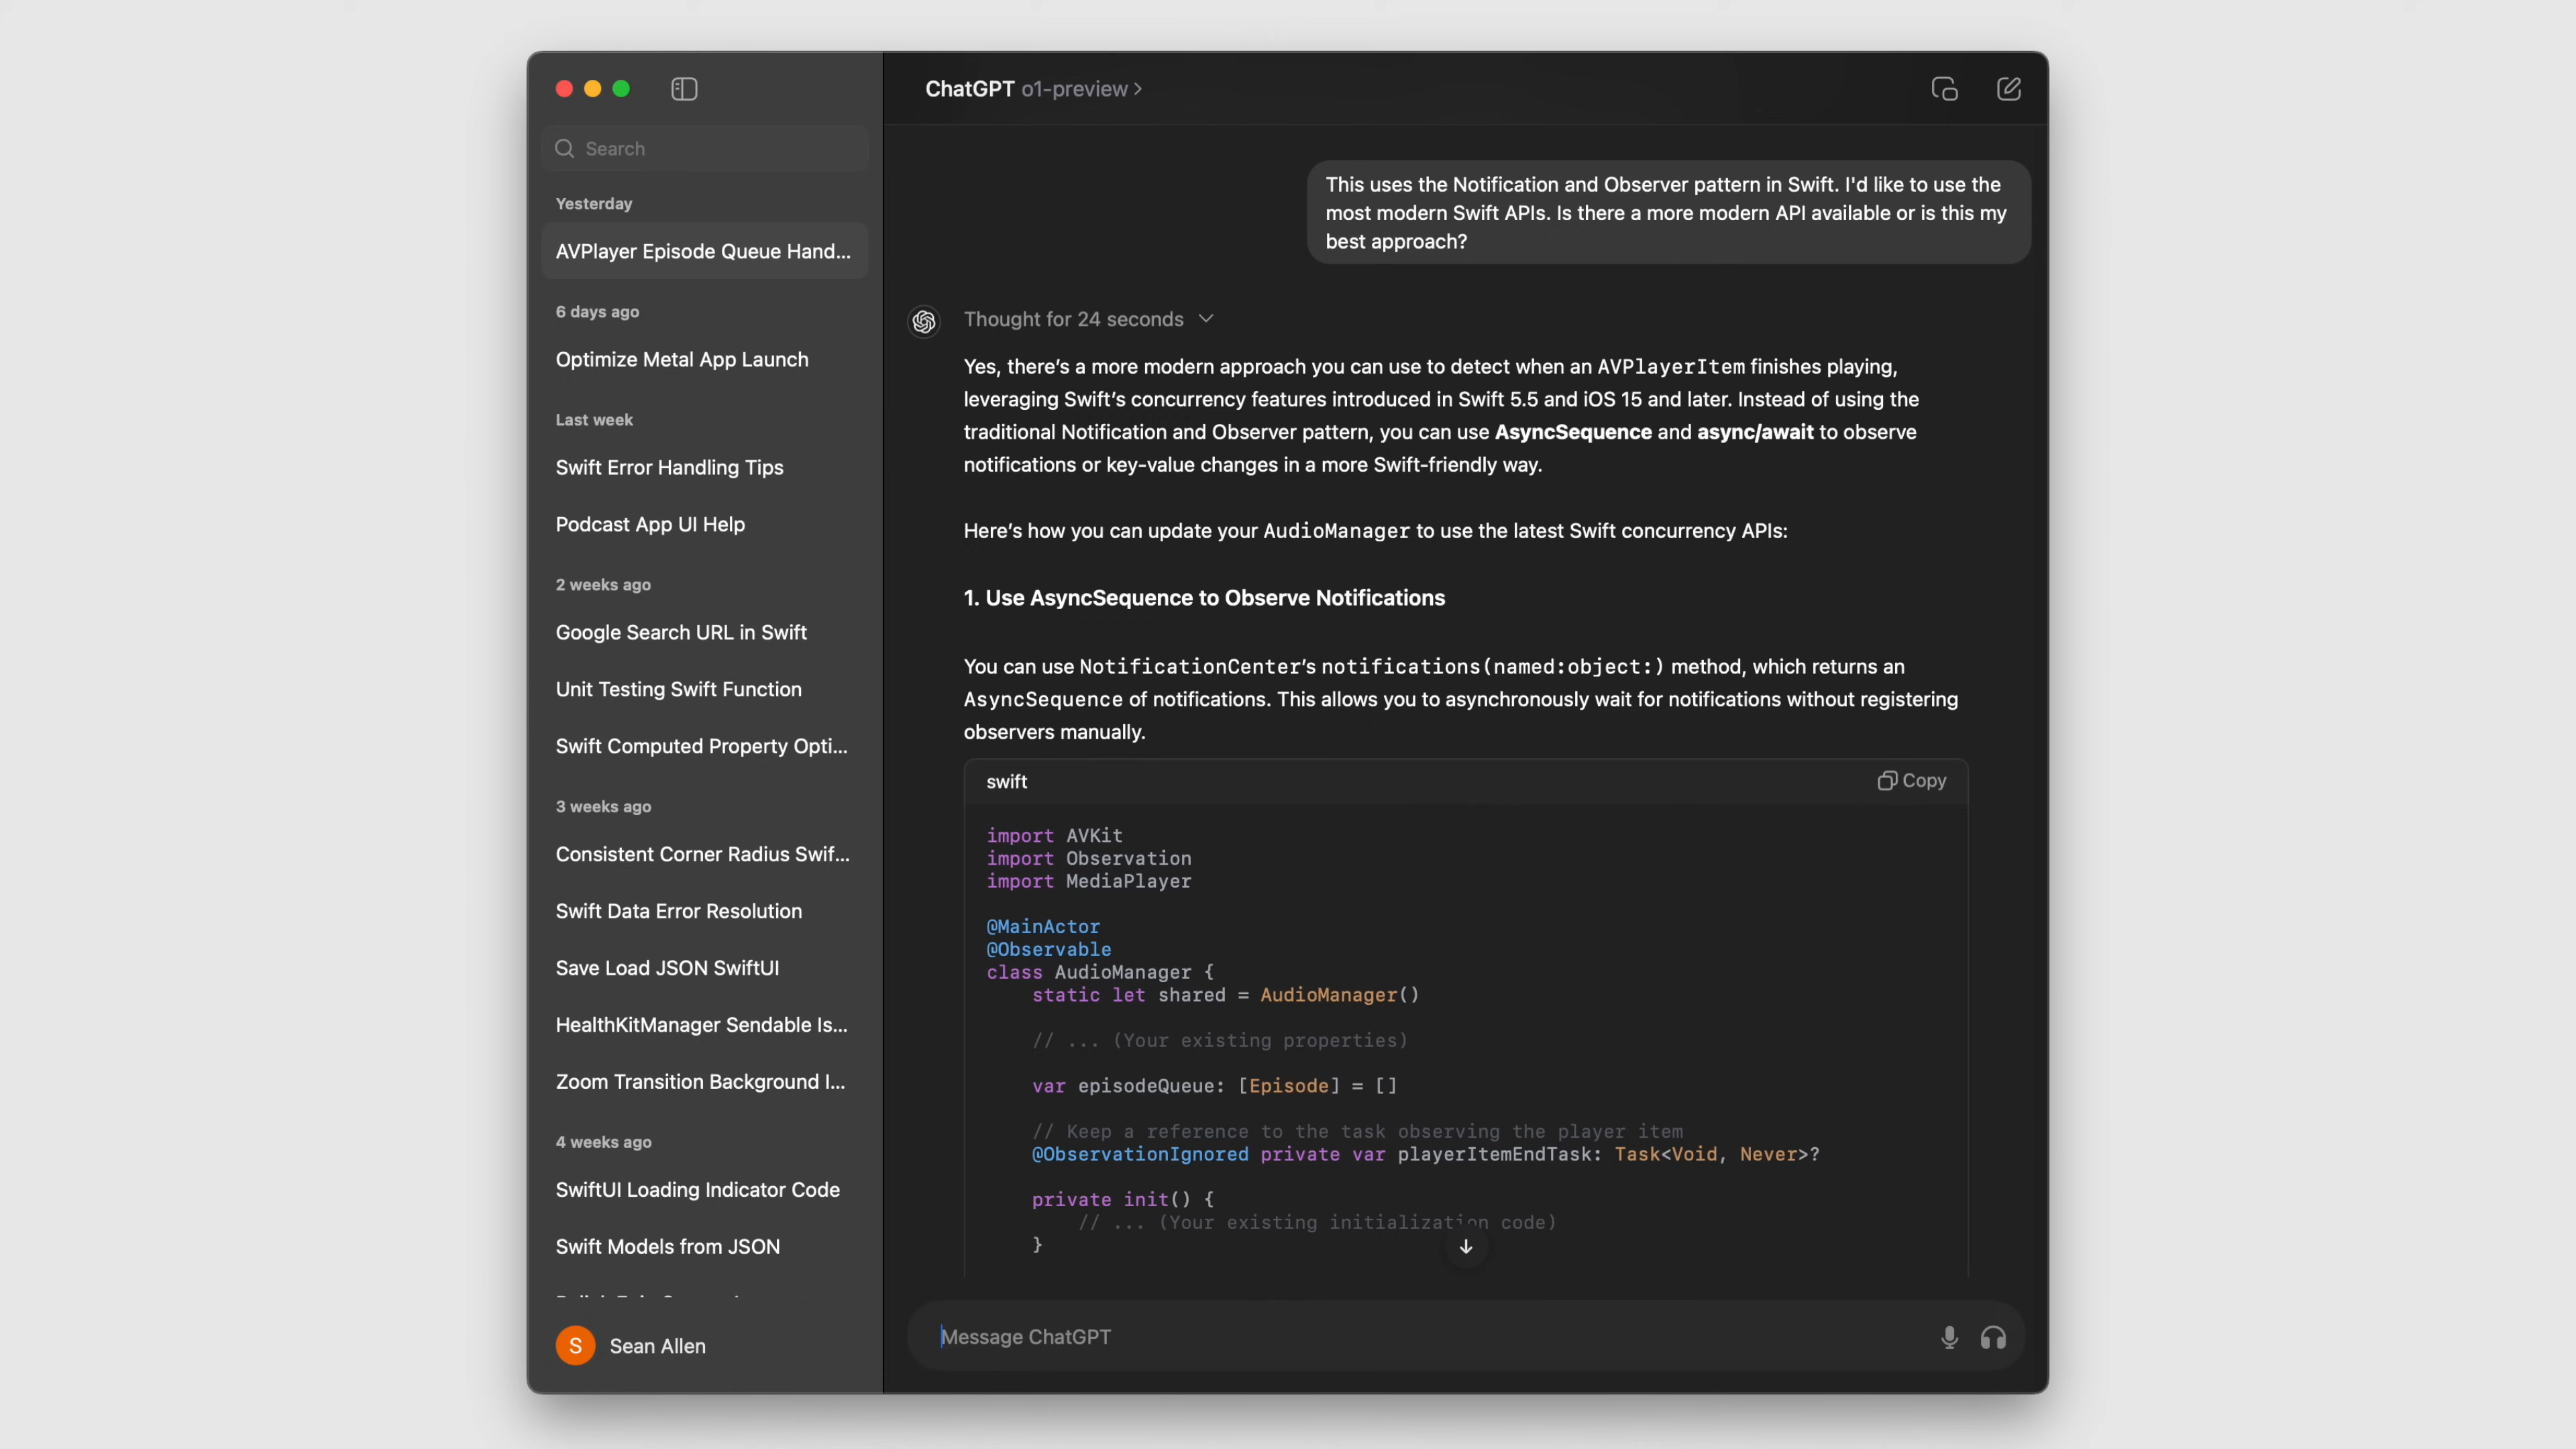 Search
Yesterday
AVPlayer Episode Queue Hand...
6 days ago
Optimize Metal App Launch
Last week
Swift Error Handling Tips
Podcast App UI Help
2 weeks ago
Google Search URL in Swift
Unit Testing Swift Function
Swift Computed Property Opti...
3 weeks ago
Consistent Corner Radius Swif...
Swift Data Error Resolution
Save Load JSON SwiftUI
HealthKitManager Sendable Is...
Zoom Transition Background I...
4 weeks ago
SwiftUI Loading Indicator Code
Swift Models from JSON
S Sean Allen
ChatGPT o1-preview >
This uses the Notification and Observer pattern in Swift. I'd like to use the
most modern Swift APIs. Is there a more modern API available or is this my
best approach?
Thought for 24 seconds
Yes, there’s a more modern approach you can use to detect when an AVPlayerItem finishes playing,
leveraging Swift’s concurrency features introduced in Swift 5.5 and iOS 15 and later. Instead of using the
traditional Notification and Observer pattern, you can use AsyncSequence and async/await to observe
notifications or key-value changes in a more Swift-friendly way.
Here’s how you can update your AudioManager to use the latest Swift concurrency APIs:
1. Use AsyncSequence to Observe Notifications
You can use NotificationCenter’s notifications(named:object:) method, which returns an
AsyncSequence of notifications. This allows you to asynchronously wait for notifications without registering
observers manually.
swift
Copy
import AVKit
import Observation
import MediaPlayer
@MainActor
@Observable
class AudioManager {
static let shared = AudioManager()
// ... (Your existing properties)
var episodeQueue: [Episode] = []
// Keep a reference to the task observing the player item
@ObservationIgnored private var playerItemEndTask: Task<Void, Never>?
private init() {
// ... (Your existing initialization code)
}
Message ChatGPT